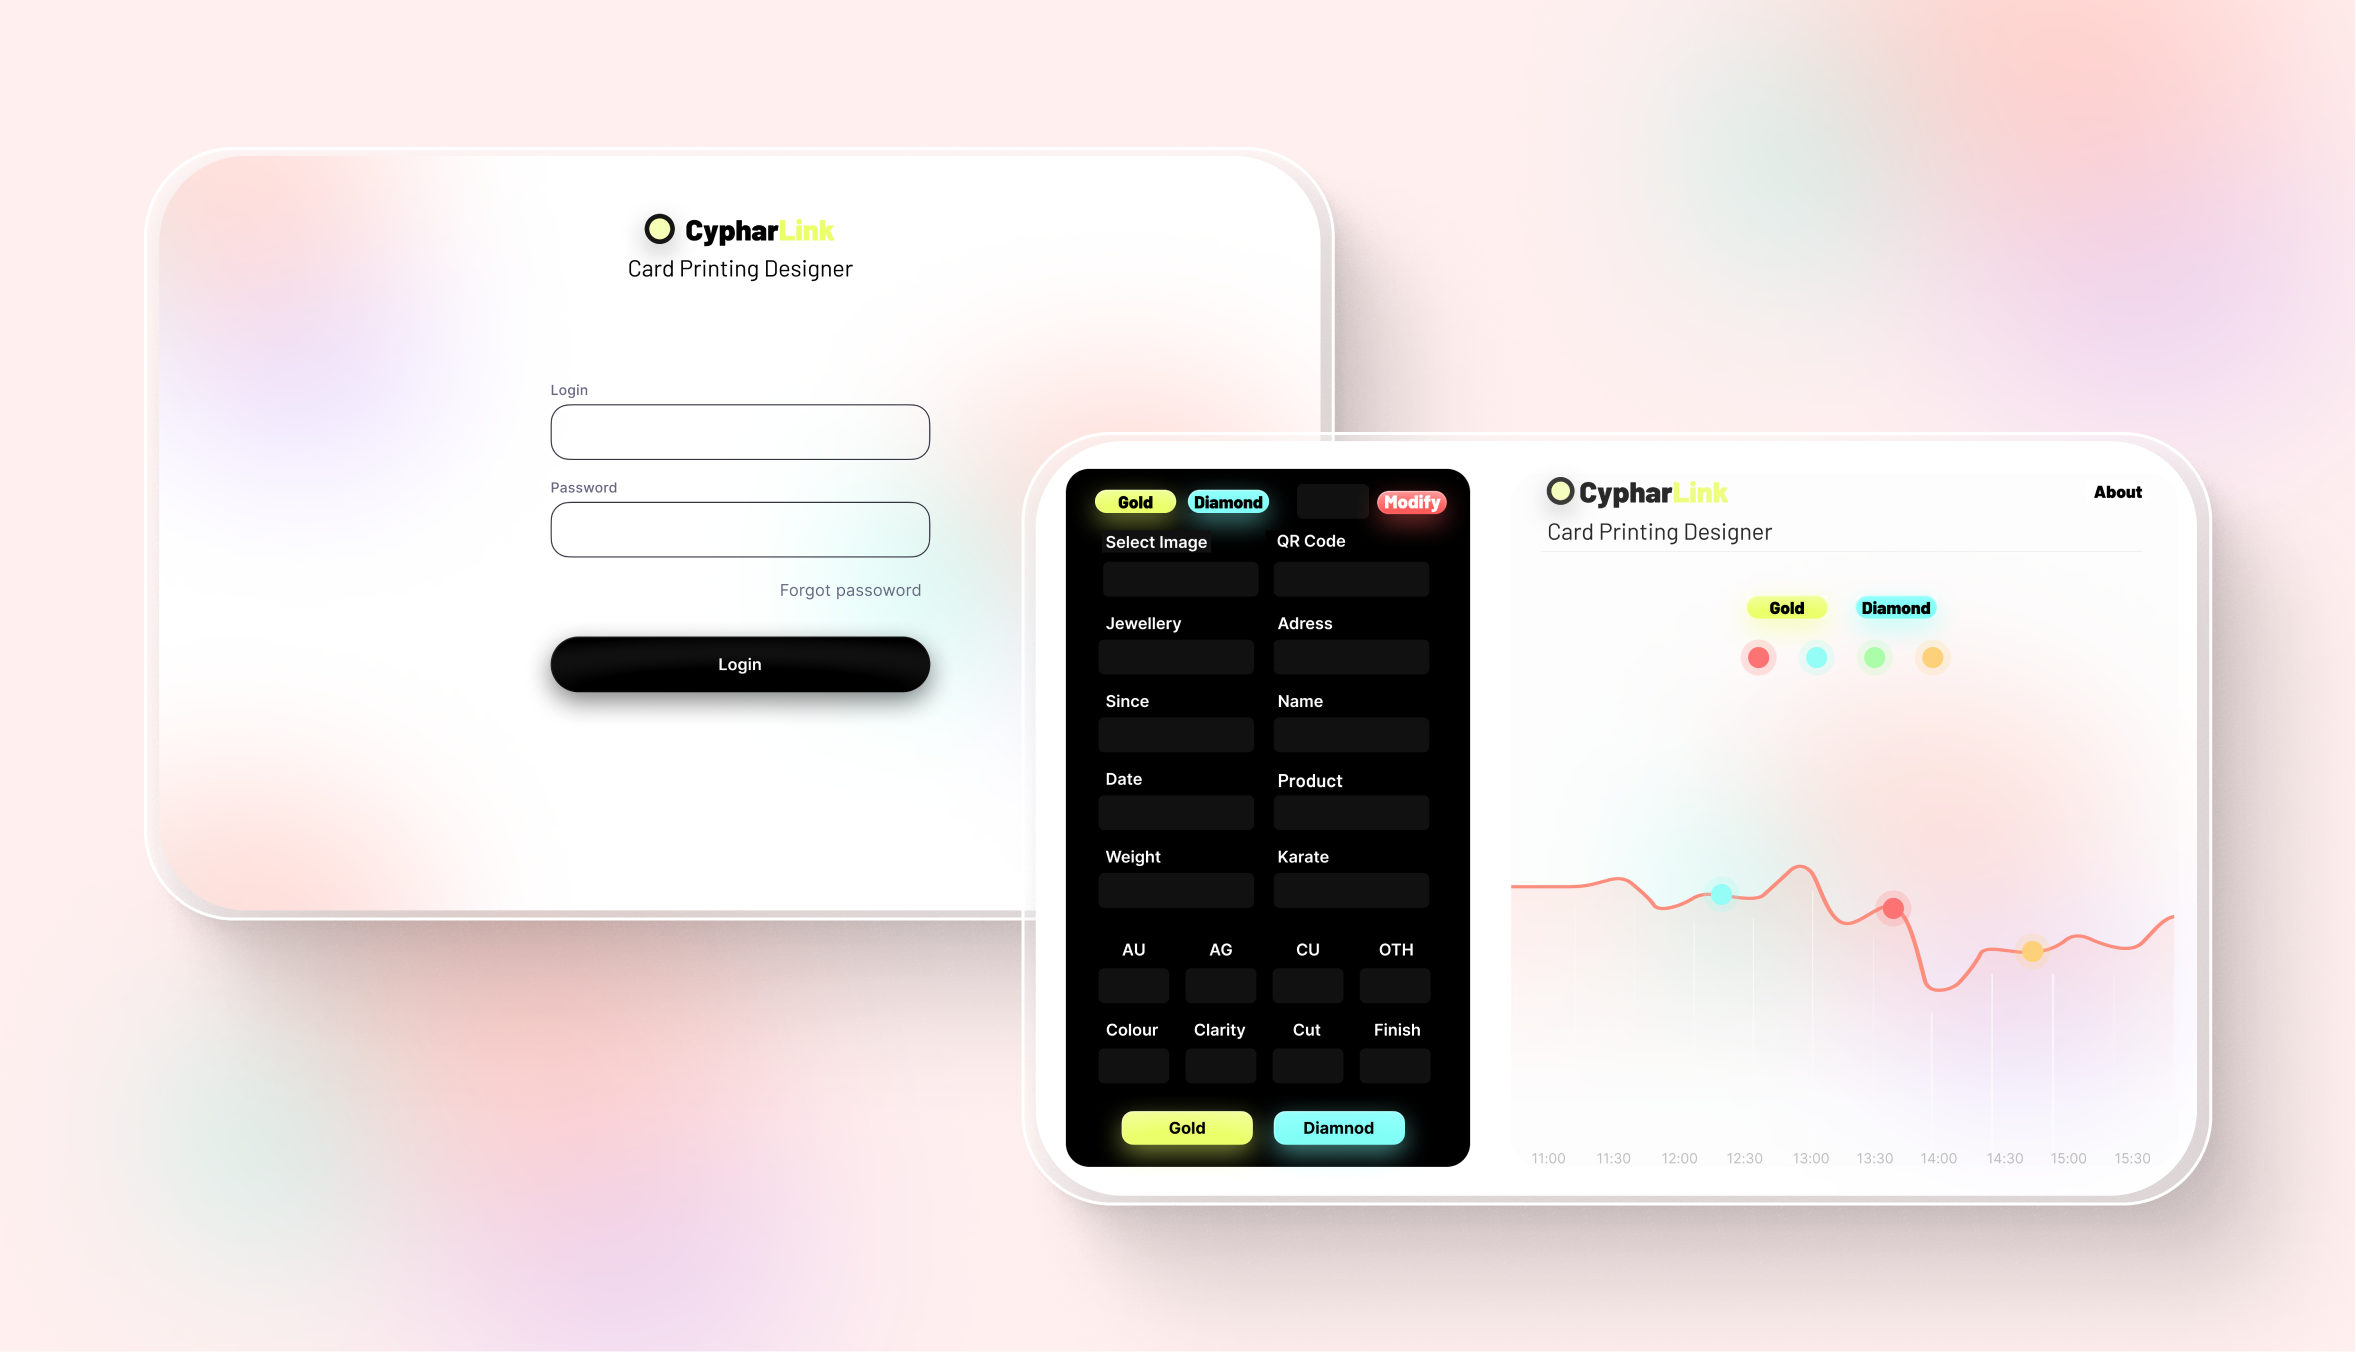 CypharLink
Card Printing Designer
Login
Password
Forgot passoword
Login
Gold Diamond Modify
Select Image QR Code
Jewellery Adress
Since Name
Date Product
Weight Karate
AU AG CU OTH
Colour Clarity Cut Finish
Gold Diamnod
CypharLink About
Card Printing Designer
Gold Diamond
11:00 11:30 12:00 12:30 13:00 13:30 14:00 14:30 15:00 15:30